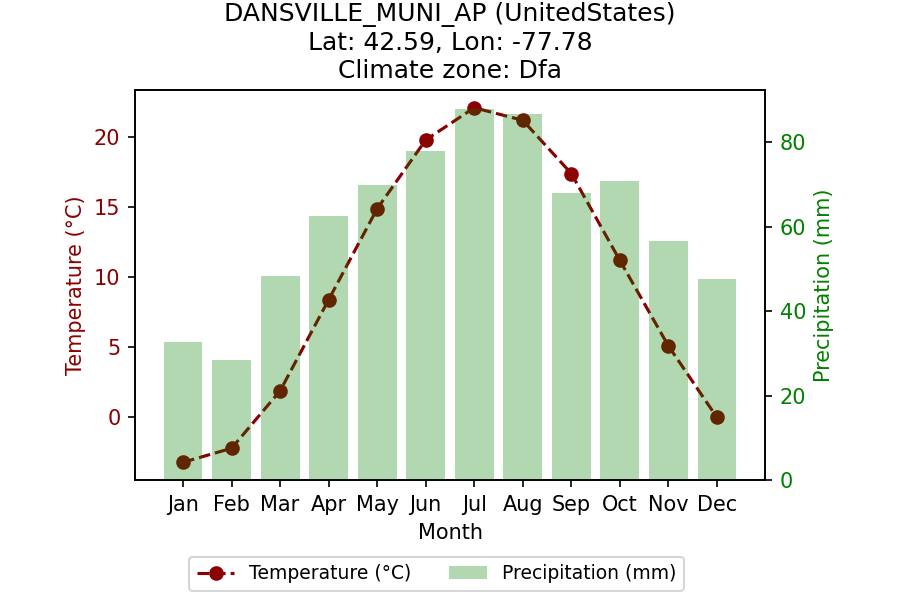 DANSVILLE_MUNI_AP (UnitedStates)
Lat: 42.59, Lon: -77.78
Climate zone: Dfa
20
15
10
5
0
Temperature (°C)
80
60
40
20
0
Precipitation (mm)
Jan Feb Mar Apr May Jun Jul Aug Sep Oct Nov Dec
Month
Temperature (°C) Precipitation (mm)